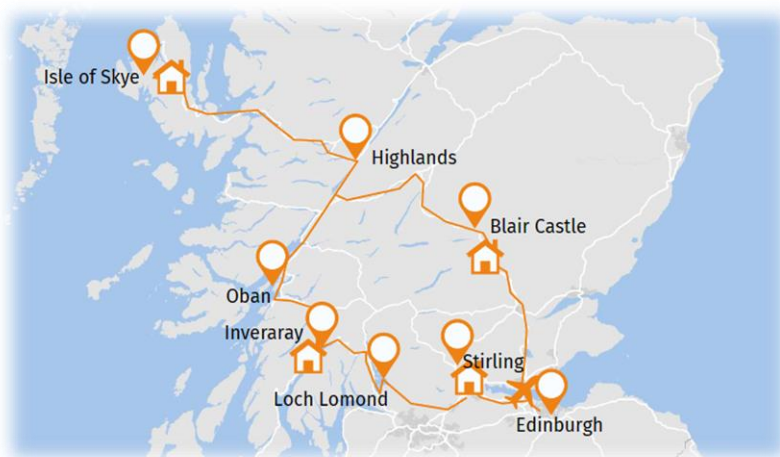 Isle of Skye
Highlands
Blair Castle
Oban
Inveraray
Stirling
Loch Lomond
Edinburgh